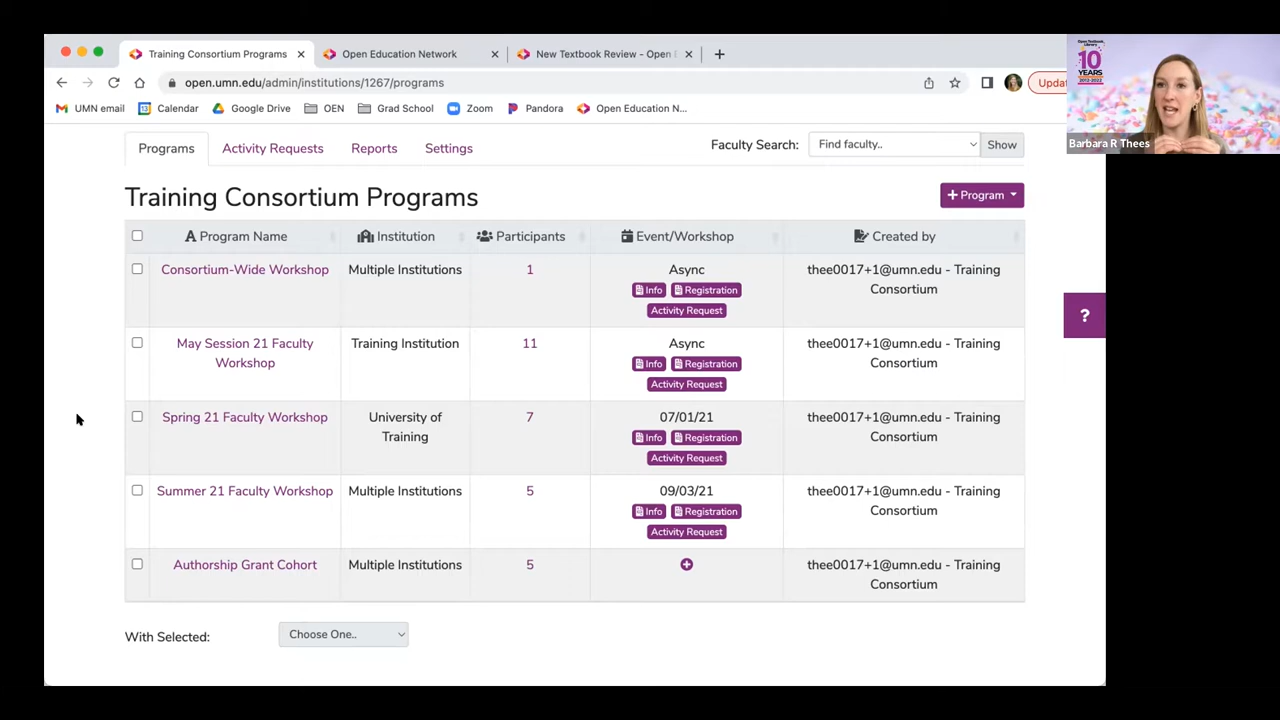 Training Consortium Programs
Open Education Network
New Textbook Review - Open E
open.umn.edu/admin/institutions/1267/programs
Updat
UMN email
Calendar
Google Drive
OEN
Grad School
Zoom
Pandora
Open Education N...
Open Textbook
Library
10
YEARS
2012-2022
Barbara R Thees
Programs
Activity Requests
Reports
Settings
Faculty Search:
Find faculty..
Show
Training Consortium Programs
+ Program
Program Name
Institution
Participants
Event/Workshop
Created by
Consortium-Wide Workshop
Multiple Institutions
1
Async
Info
Registration
Activity Request
thee0017+1@umn.edu - Training
Consortium
May Session 21 Faculty
Workshop
Training Institution
11
Async
Info
Registration
Activity Request
thee0017+1@umn.edu - Training
Consortium
Spring 21 Faculty Workshop
University of
Training
7
07/01/21
Info
Registration
Activity Request
thee0017+1@umn.edu - Training
Consortium
Summer 21 Faculty Workshop
Multiple Institutions
5
09/03/21
Info
Registration
Activity Request
thee0017+1@umn.edu - Training
Consortium
Authorship Grant Cohort
Multiple Institutions
5
thee0017+1@umn.edu - Training
Consortium
?
With Selected:
Choose One..